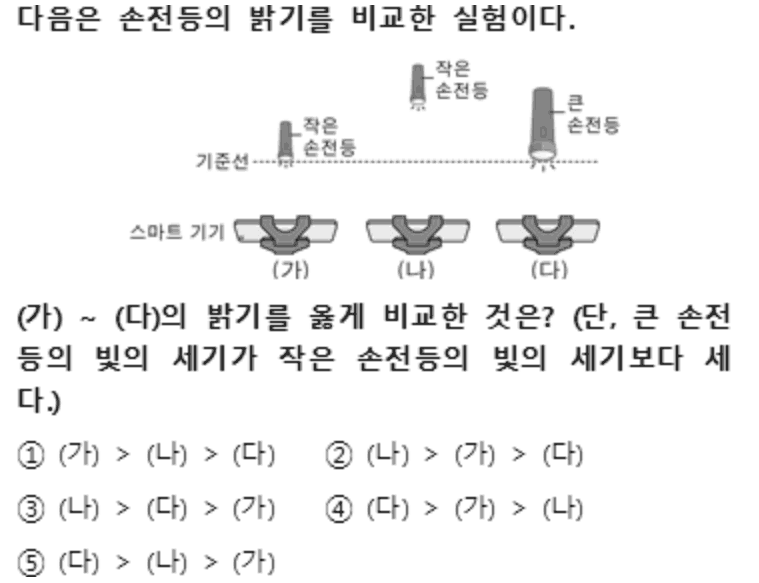 다음은 손전등의 밝기를 비교한 실험이다.
작은
손전등
큰
손전등
작은
손전등
기준선
스마트 기기
(가) (나) (다)
(가) ~ (다)의 밝기를 옳게 비교한 것은? (단, 큰 손전
등의 빛의 세기가 작은 손전등의 빛의 세기보다 세
다.)
① (가) > (나) > (다) ② (나) > (가) > (다)
③ (나) > (다) > (가) ④ (다) > (가) > (나)
⑤ (다) > (나) > (가)